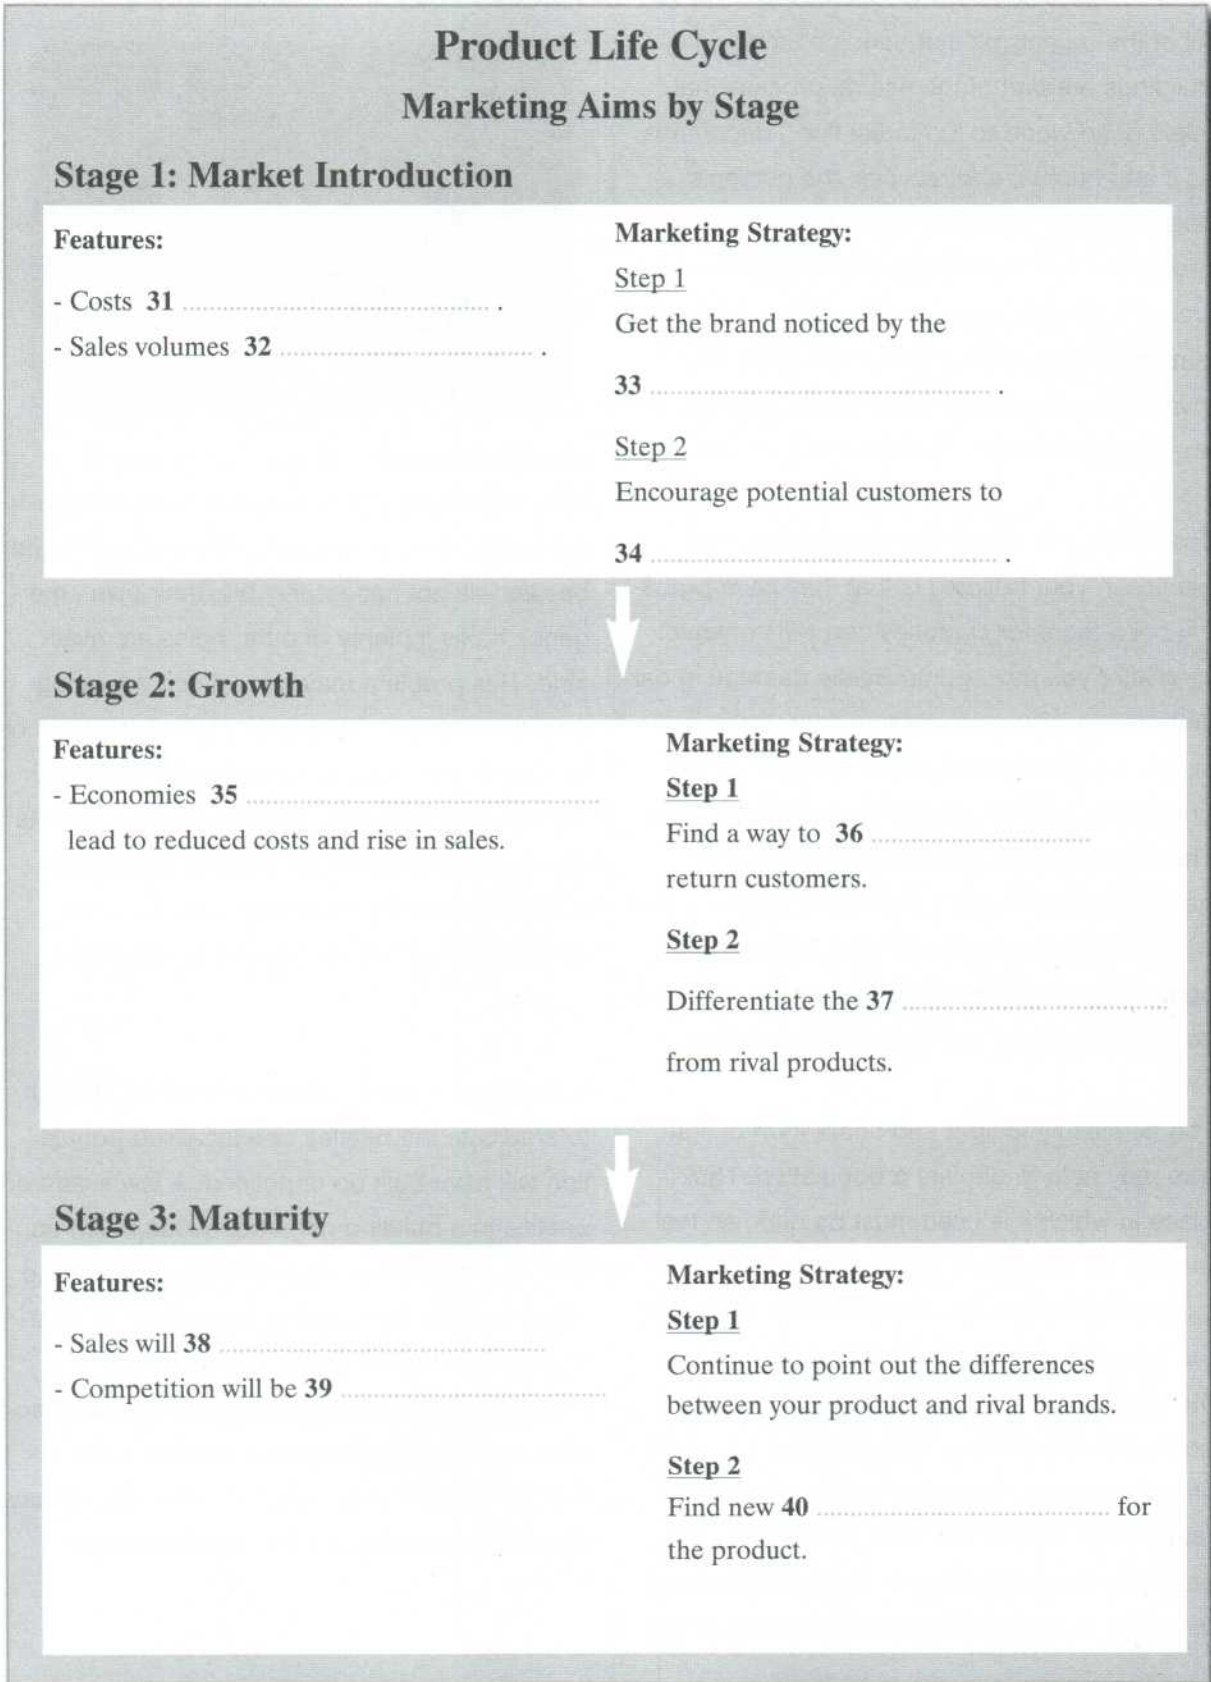 Product Life Cycle
Marketing Aims by Stage
Stage 1: Market Introduction
Features:
- Costs 31 .
- Sales volumes 32 .
Marketing Strategy:
Step 1
Get the brand noticed by the
33 .
Step 2
Encourage potential customers to
34 .
Stage 2: Growth
Features:
- Economies 35
lead to reduced costs and rise in sales.
Marketing Strategy:
Step 1
Find a way to 36
return customers.
Step 2
Differentiate the 37
from rival products.
Stage 3: Maturity
Features:
- Sales will 38
- Competition will be 39
Marketing Strategy:
Step 1
Continue to point out the differences
between your product and rival brands.
Step 2
Find new 40 for
the product.